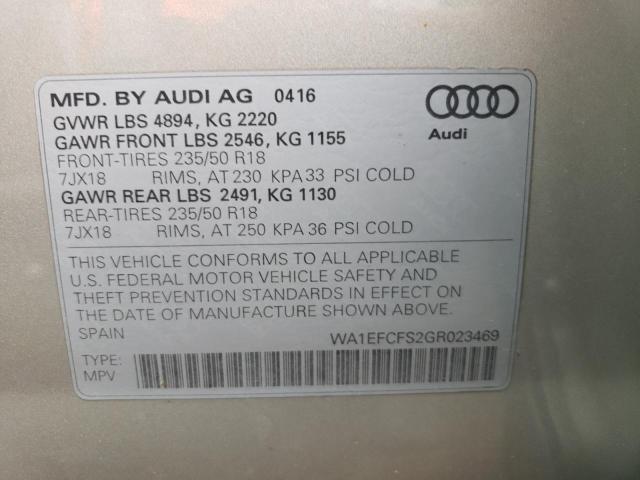 MFD. BY AUDI AG 0416
GVWR LBS 4894, KG 2220
GAWR FRONT LBS 2546, KG 1155
FRONT-TIRES 235/50 R18
7JX18 RIMS, AT 230 KPA 33 PSI COLD
GAWR REAR LBS 2491, KG 1130
REAR-TIRES 235/50 R18
7JX18 RIMS, AT 250 KPA 36 PSI COLD
Audi
THIS VEHICLE CONFORMS TO ALL APPLICABLE
U.S. FEDERAL MOTOR VEHICLE SAFETY AND
THEFT PREVENTION STANDARDS IN EFFECT ON
THE DATE OF MANUFACTURE SHOWN ABOVE.
SPAIN WA1EFCFS2GR023469
TYPE:
MPV